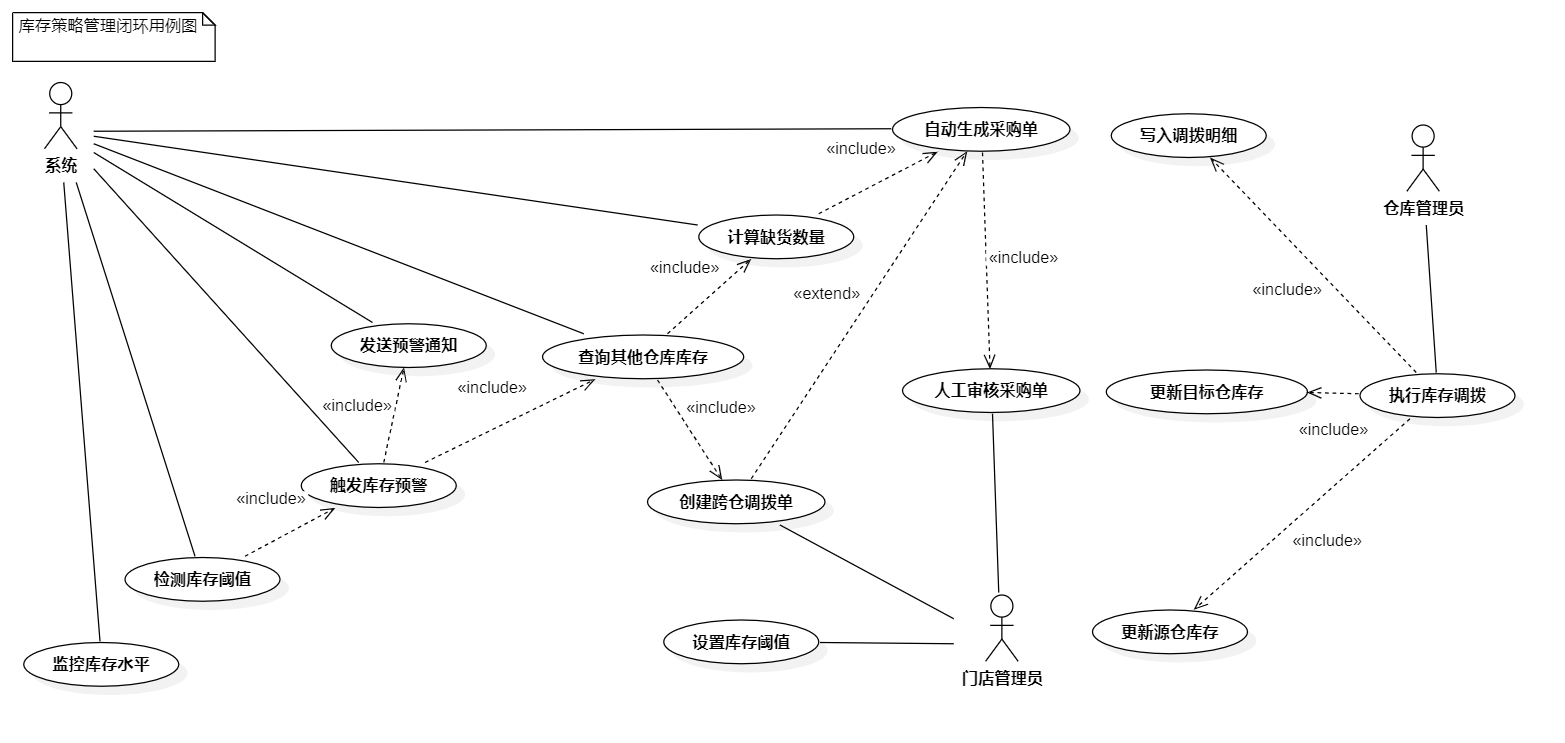 库存策略管理闭环用例图
系统
自动生成采购单
写入调拨明细
«include»
仓库管理员
计算缺货数量
«include»
«include»
«extend»
«include»
发送预警通知
查询其他仓库库存
«include»
人工审核采购单
更新目标仓库存
执行库存调拨
«include»
«include»
«include»
触发库存预警
«include»
创建跨仓调拨单
«include»
检测库存阈值
设置库存阈值
更新源仓库存
监控库存水平
门店管理员